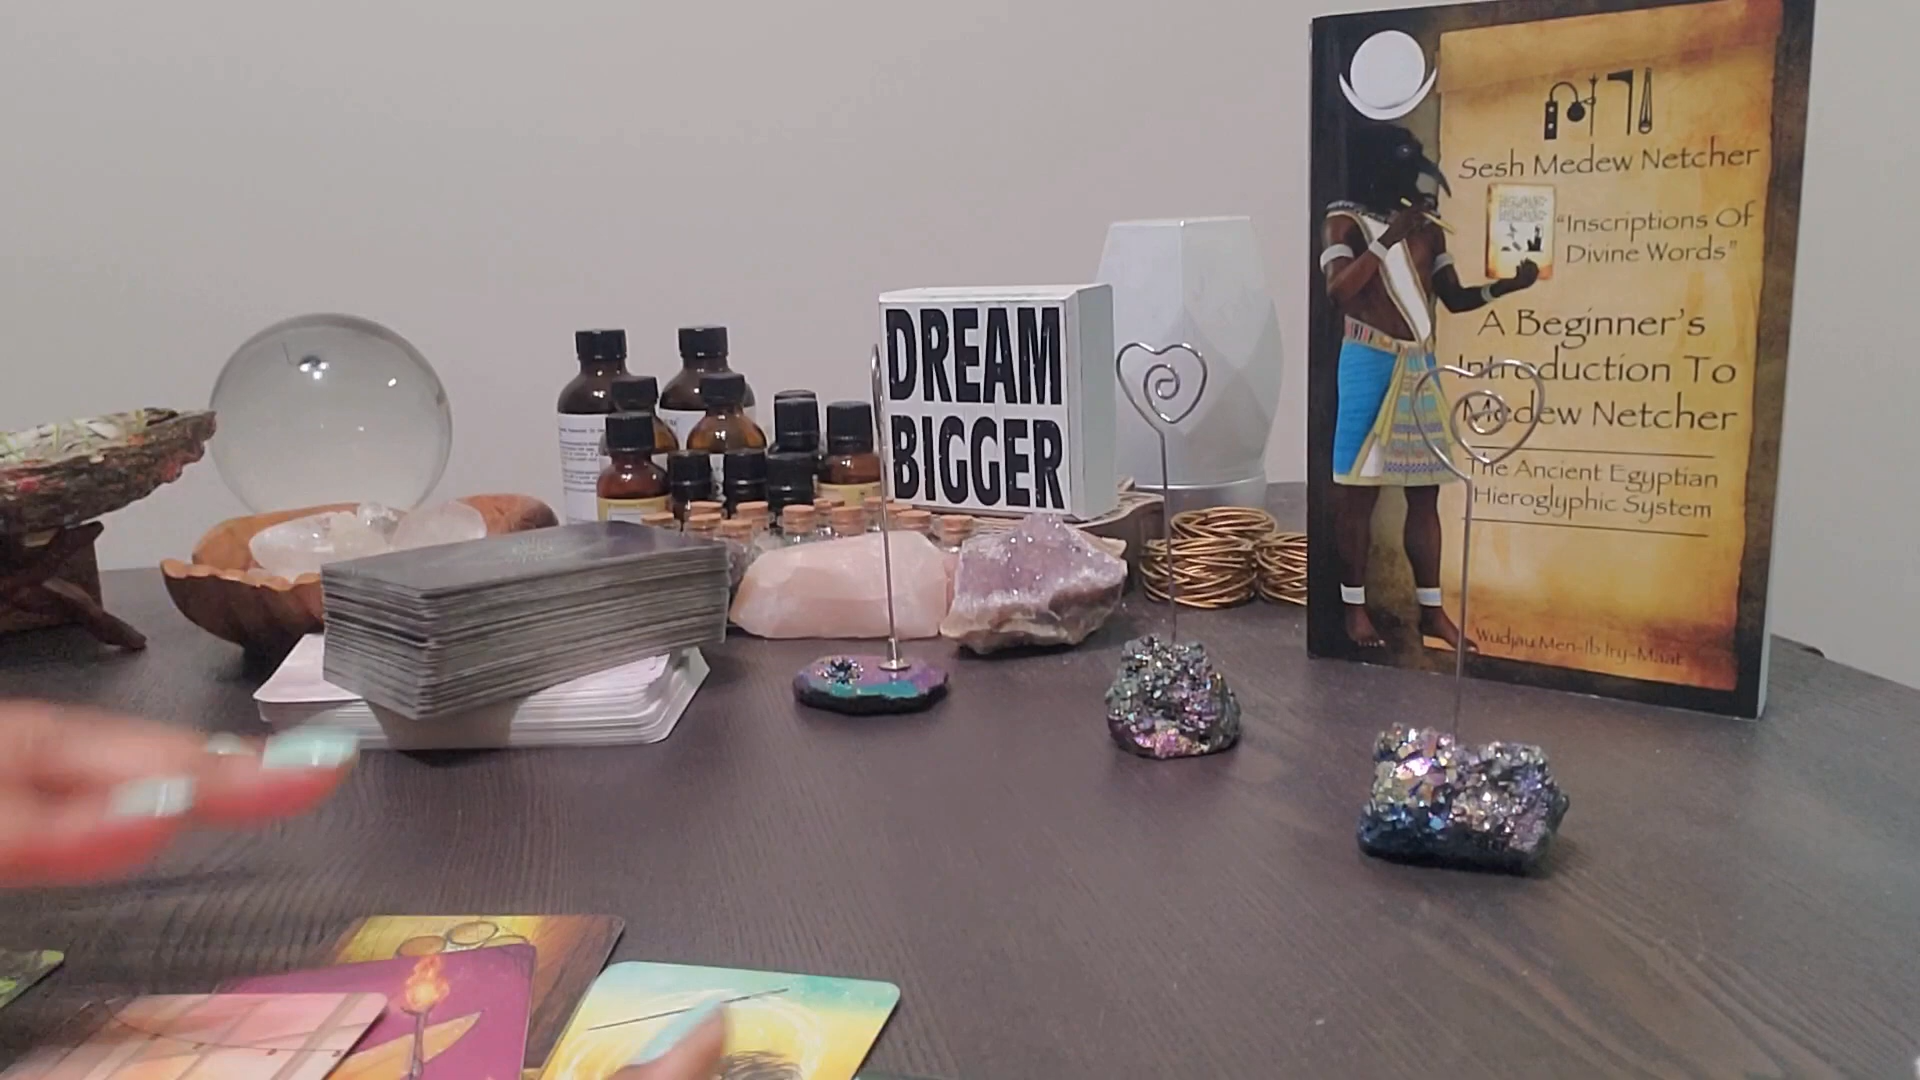 DREAM
BIGGER
Sesh Medew Netcher
"Inscriptions Of
Divine Words"
A Beginner's
Introduction To
Medew Netcher
The Ancient Egyptian
Hieroglyphic System
Wudjau Men-Ib Iry-Maat